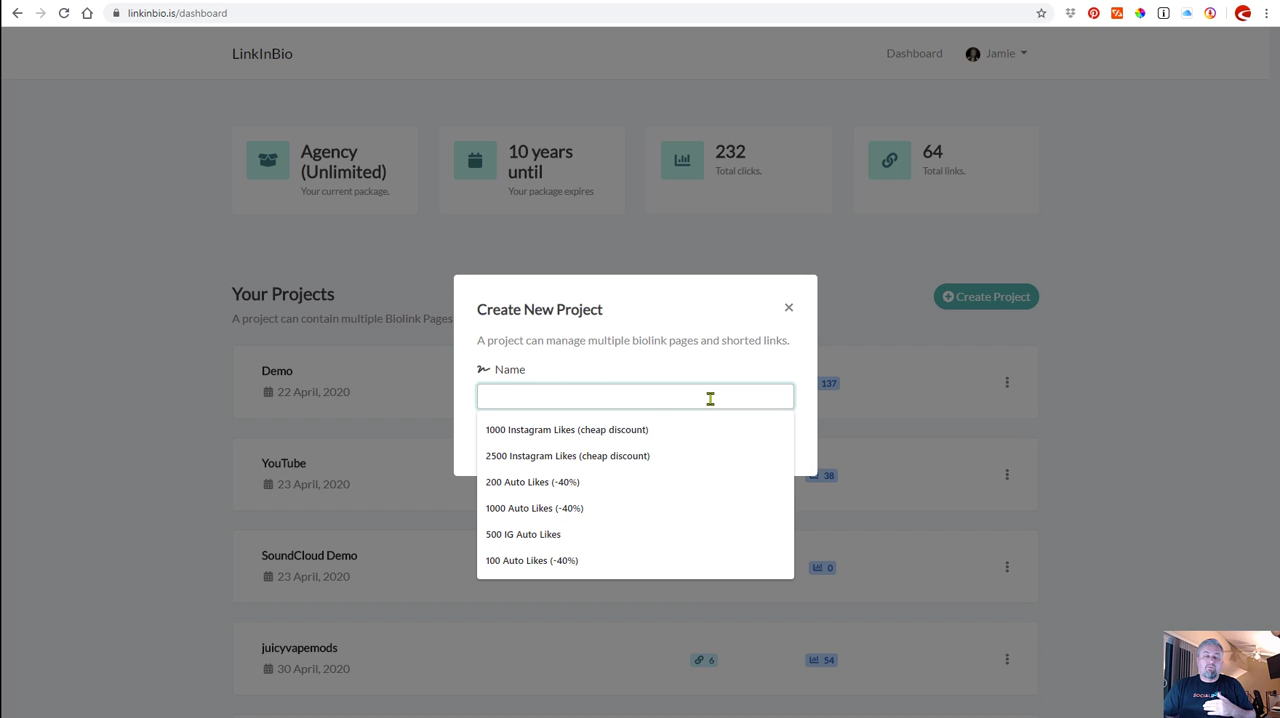 linkinbio.is/dashboard
LinkInBio
Dashboard
Jamie
Agency
(Unlimited)
Your current package.
10 years
until
Your package expires
232
Total clicks.
64
Total links.
Your Projects
A project can contain multiple Biolink Pages
Create Project
Create New Project
×
A project can manage multiple biolink pages and shorted links.
Name
1000 Instagram Likes (cheap discount)
2500 Instagram Likes (cheap discount)
200 Auto Likes (-40%)
1000 Auto Likes (-40%)
500 IG Auto Likes
100 Auto Likes (-40%)
Demo
22 April, 2020
137
YouTube
23 April, 2020
38
SoundCloud Demo
23 April, 2020
0
juicyvapemods
30 April, 2020
6
54
SOCIAL